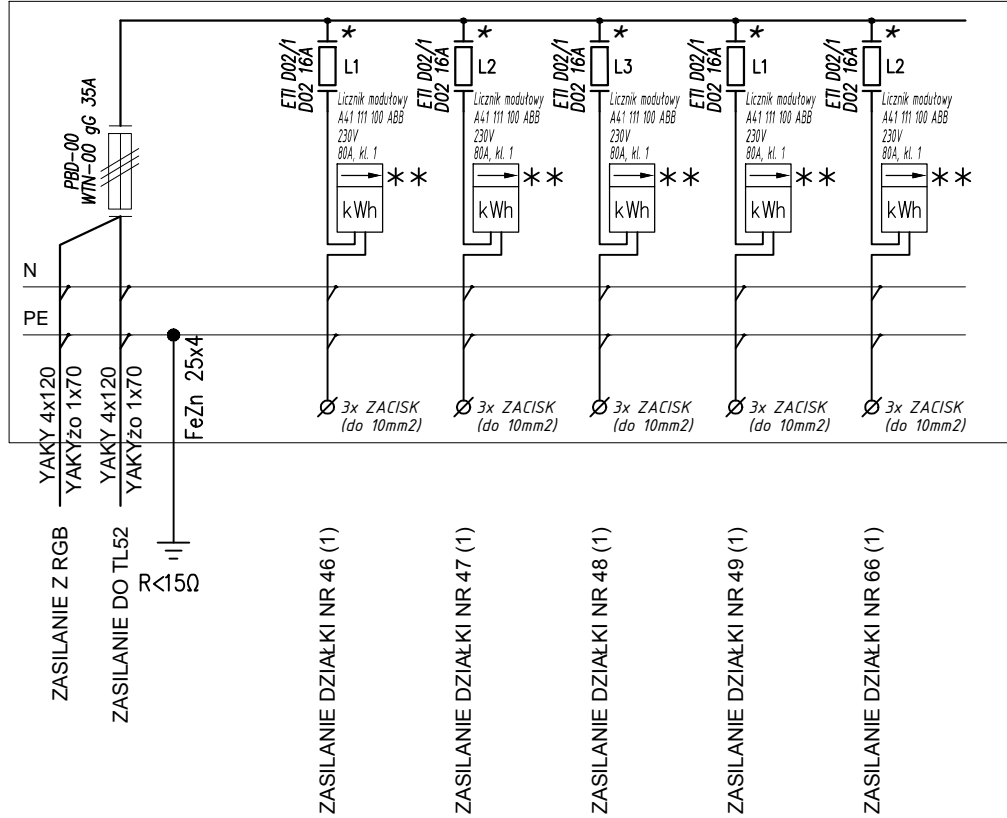 PBD-00
WTN-00 gG 35A
ETI D02/1
D02 16A
*
L1
Licznik modułowy
A41 111 100 ABB
230V
80A, kl. 1
**
kWh
ETI D02/1
D02 16A
*
L2
Licznik modułowy
A41 111 100 ABB
230V
80A, kl. 1
**
kWh
ETI D02/1
D02 16A
*
L3
Licznik modułowy
A41 111 100 ABB
230V
80A, kl. 1
**
kWh
ETI D02/1
D02 16A
*
L1
Licznik modułowy
A41 111 100 ABB
230V
80A, kl. 1
**
kWh
ETI D02/1
D02 16A
*
L2
Licznik modułowy
A41 111 100 ABB
230V
80A, kl. 1
**
kWh
N
PE
YAKY 4x120
YAKYżo 1x70
YAKY 4x120
YAKYżo 1x70
FeZn 25x4
3x ZACISK
(do 10mm2)
3x ZACISK
(do 10mm2)
3x ZACISK
(do 10mm2)
3x ZACISK
(do 10mm2)
3x ZACISK
(do 10mm2)
ZASILANIE Z RGB
ZASILANIE DO TL52
R<15Ω
ZASILANIE DZIAŁKI NR 46 (1)
ZASILANIE DZIAŁKI NR 47 (1)
ZASILANIE DZIAŁKI NR 48 (1)
ZASILANIE DZIAŁKI NR 49 (1)
ZASILANIE DZIAŁKI NR 66 (1)